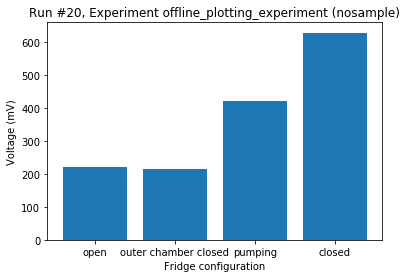 Run #20, Experiment offline_plotting_experiment (nosample)
600
500
400
300
200
100
0
Voltage (mV)
open outer chamber closed pumping closed
Fridge configuration